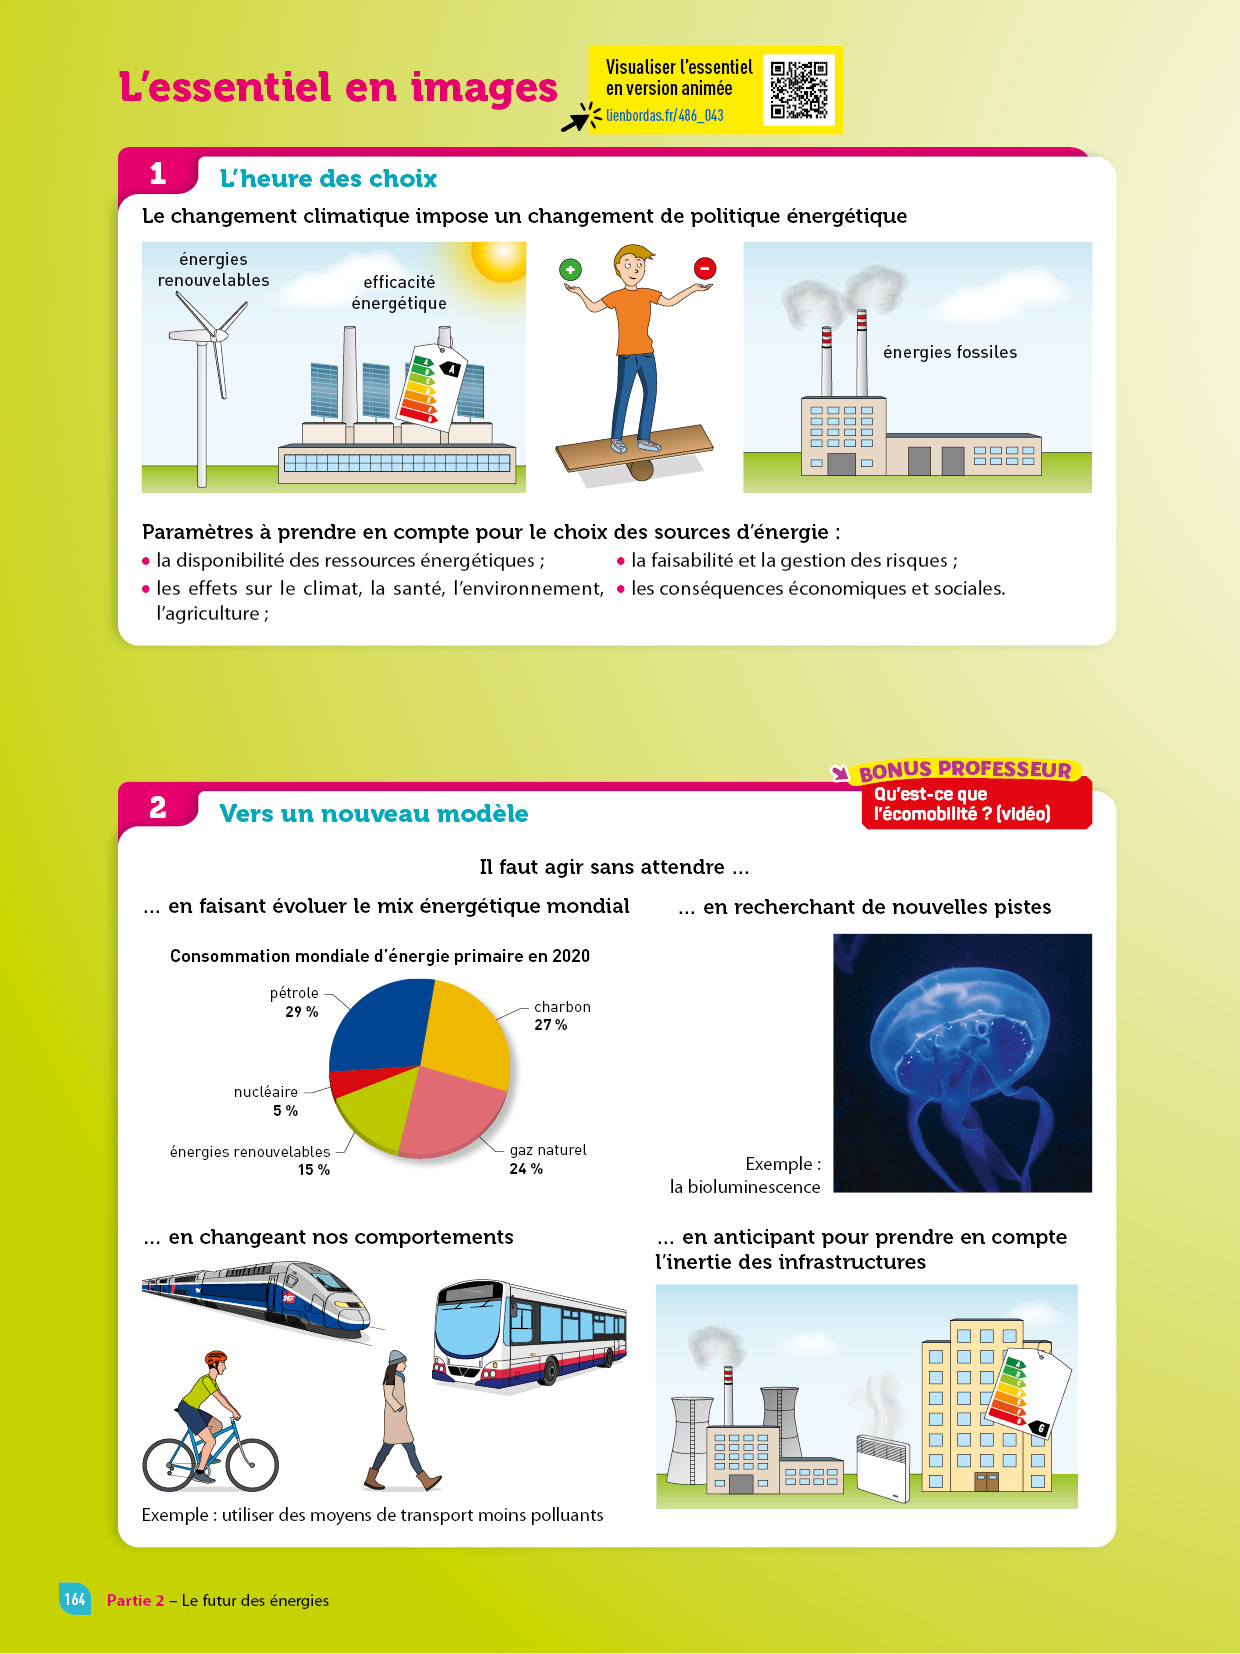 L'essentiel en images
Visualiser l'essentiel
en version animée
lienbordas.fr/486_043
1
L'heure des choix
Le changement climatique impose un changement de politique énergétique
énergies
renouvelables
efficacité
énergétique
A
B
C
D
E
F
G
A
+
−
énergies fossiles
Paramètres à prendre en compte pour le choix des sources d'énergie :
• la disponibilité des ressources énergétiques ;
• les effets sur le climat, la santé, l'environnement,
l'agriculture ;
• la faisabilité et la gestion des risques ;
• les conséquences économiques et sociales.
BONUS PROFESSEUR
Qu'est-ce que
l'écomobilité ? (vidéo)
2
Vers un nouveau modèle
Il faut agir sans attendre ...
... en faisant évoluer le mix énergétique mondial
Consommation mondiale d'énergie primaire en 2020
pétrole
29 %
charbon
27 %
nucléaire
5 %
énergies renouvelables
15 %
gaz naturel
24 %
... en recherchant de nouvelles pistes
Exemple :
la bioluminescence
... en changeant nos comportements
SNCF
Exemple : utiliser des moyens de transport moins polluants
... en anticipant pour prendre en compte
l'inertie des infrastructures
A
B
C
D
E
F
G
G
164
Partie 2 – Le futur des énergies